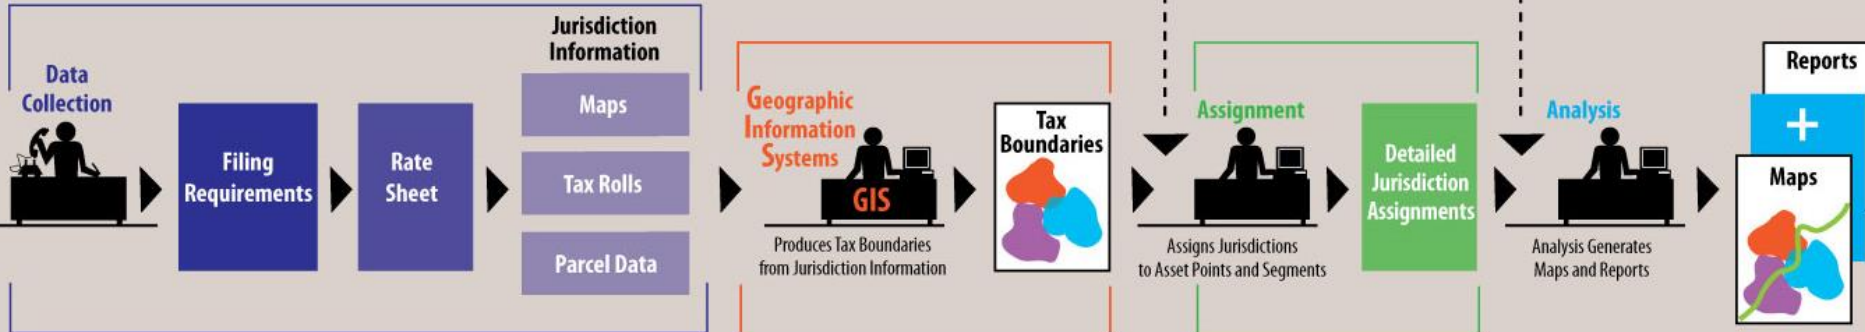 Data
Collection
Filing
Requirements
Rate
Sheet
Jurisdiction
Information
Maps
Tax Rolls
Parcel Data
Geographic
Information
Systems
GIS
Produces Tax Boundaries
from Jurisdiction Information
Tax
Boundaries
Assignment
Assigns Jurisdictions
to Asset Points and Segments
Detailed
Jurisdiction
Assignments
Analysis
Analysis Generates
Maps and Reports
Reports
+
Maps